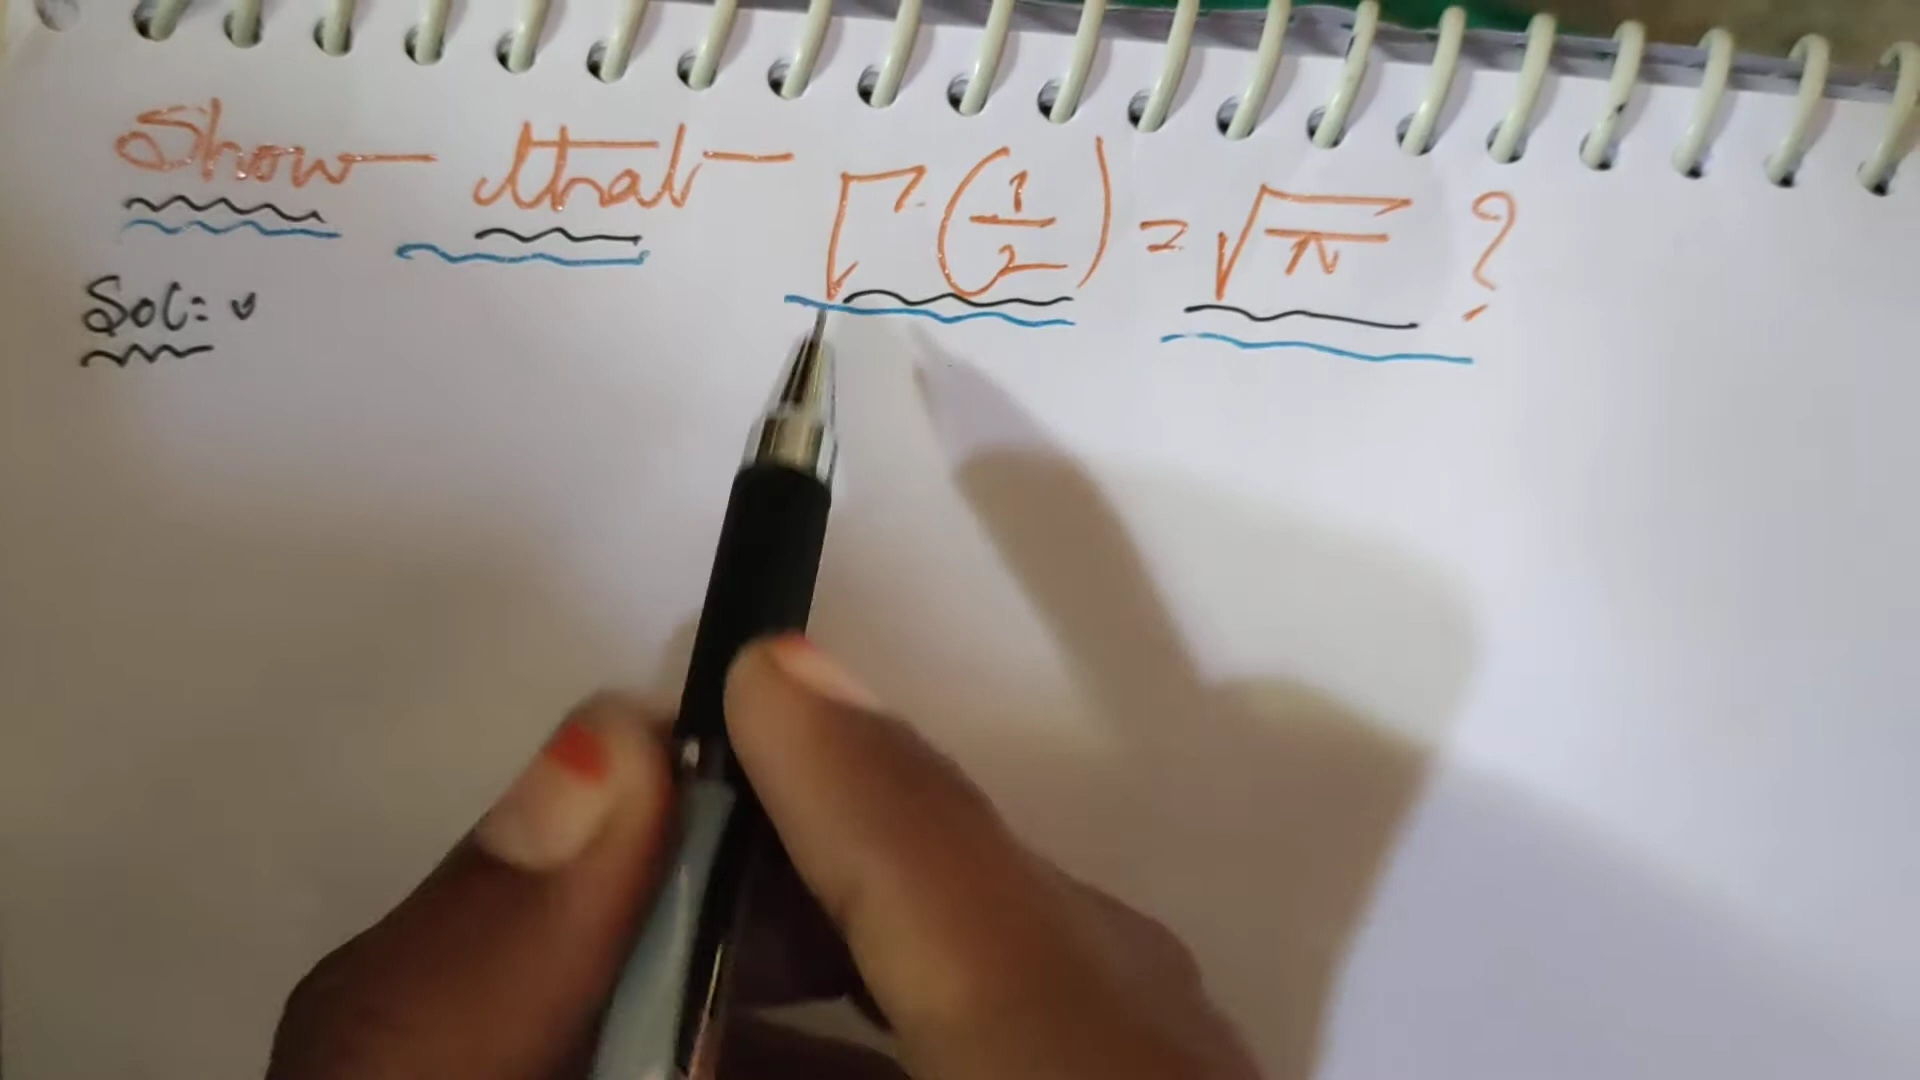 Show that Γ(1/2) = √π ?
Sol: